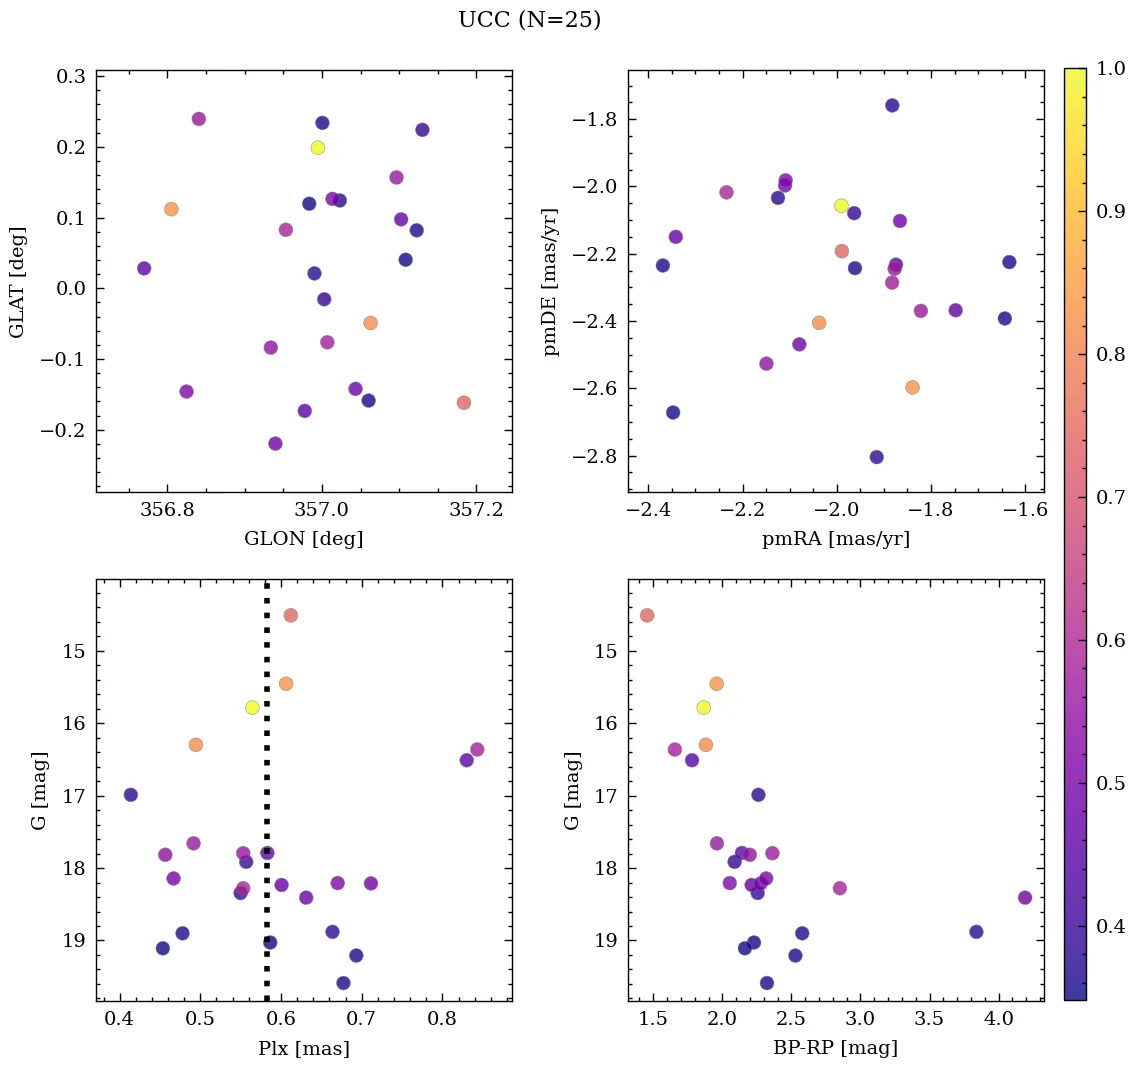 UCC (N=25)
0.3
0.2
0.1
0.0
−0.1
−0.2
GLAT [deg]
356.8 357.0 357.2
GLON [deg]
−1.8
−2.0
−2.2
−2.4
−2.6
−2.8
pmDE [mas/yr]
−2.4 −2.2 −2.0 −1.8 −1.6
pmRA [mas/yr]
15
16
17
18
19
G [mag]
0.4 0.5 0.6 0.7 0.8
Plx [mas]
15
16
17
18
19
G [mag]
1.5 2.0 2.5 3.0 3.5 4.0
BP-RP [mag]
1.0
0.9
0.8
0.7
0.6
0.5
0.4